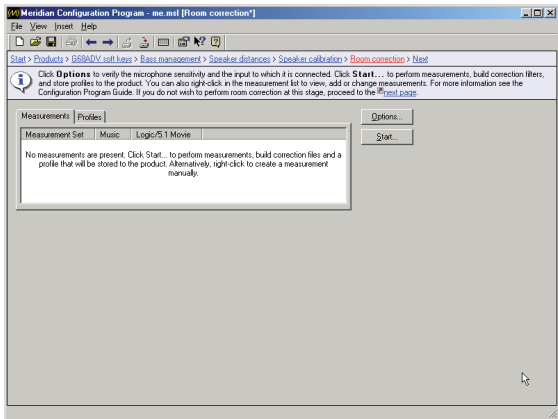 Meridian Configuration Program - me.msl [Room correction*]
File View Insert Help
Start > Products > G68ADV soft keys > Bass management > Speaker distances > Speaker calibration > Room correction > Next
Click Options to verify the microphone sensitivity and the input to which it is connected. Click Start... to perform measurements, build correction filters,
and store profiles to the product. You can also right-click in the measurement list to view, add or change measurements. For more information see the
Configuration Program Guide. If you do not wish to perform room correction at this stage, proceed to the next page.
Measurements Profiles
Options...
Measurement Set Music Logic/5.1 Movie
Start...
No measurements are present. Click Start... to perform measurements, build correction files and a
profile that will be stored to the product. Alternatively, right-click to create a measurement
manually.